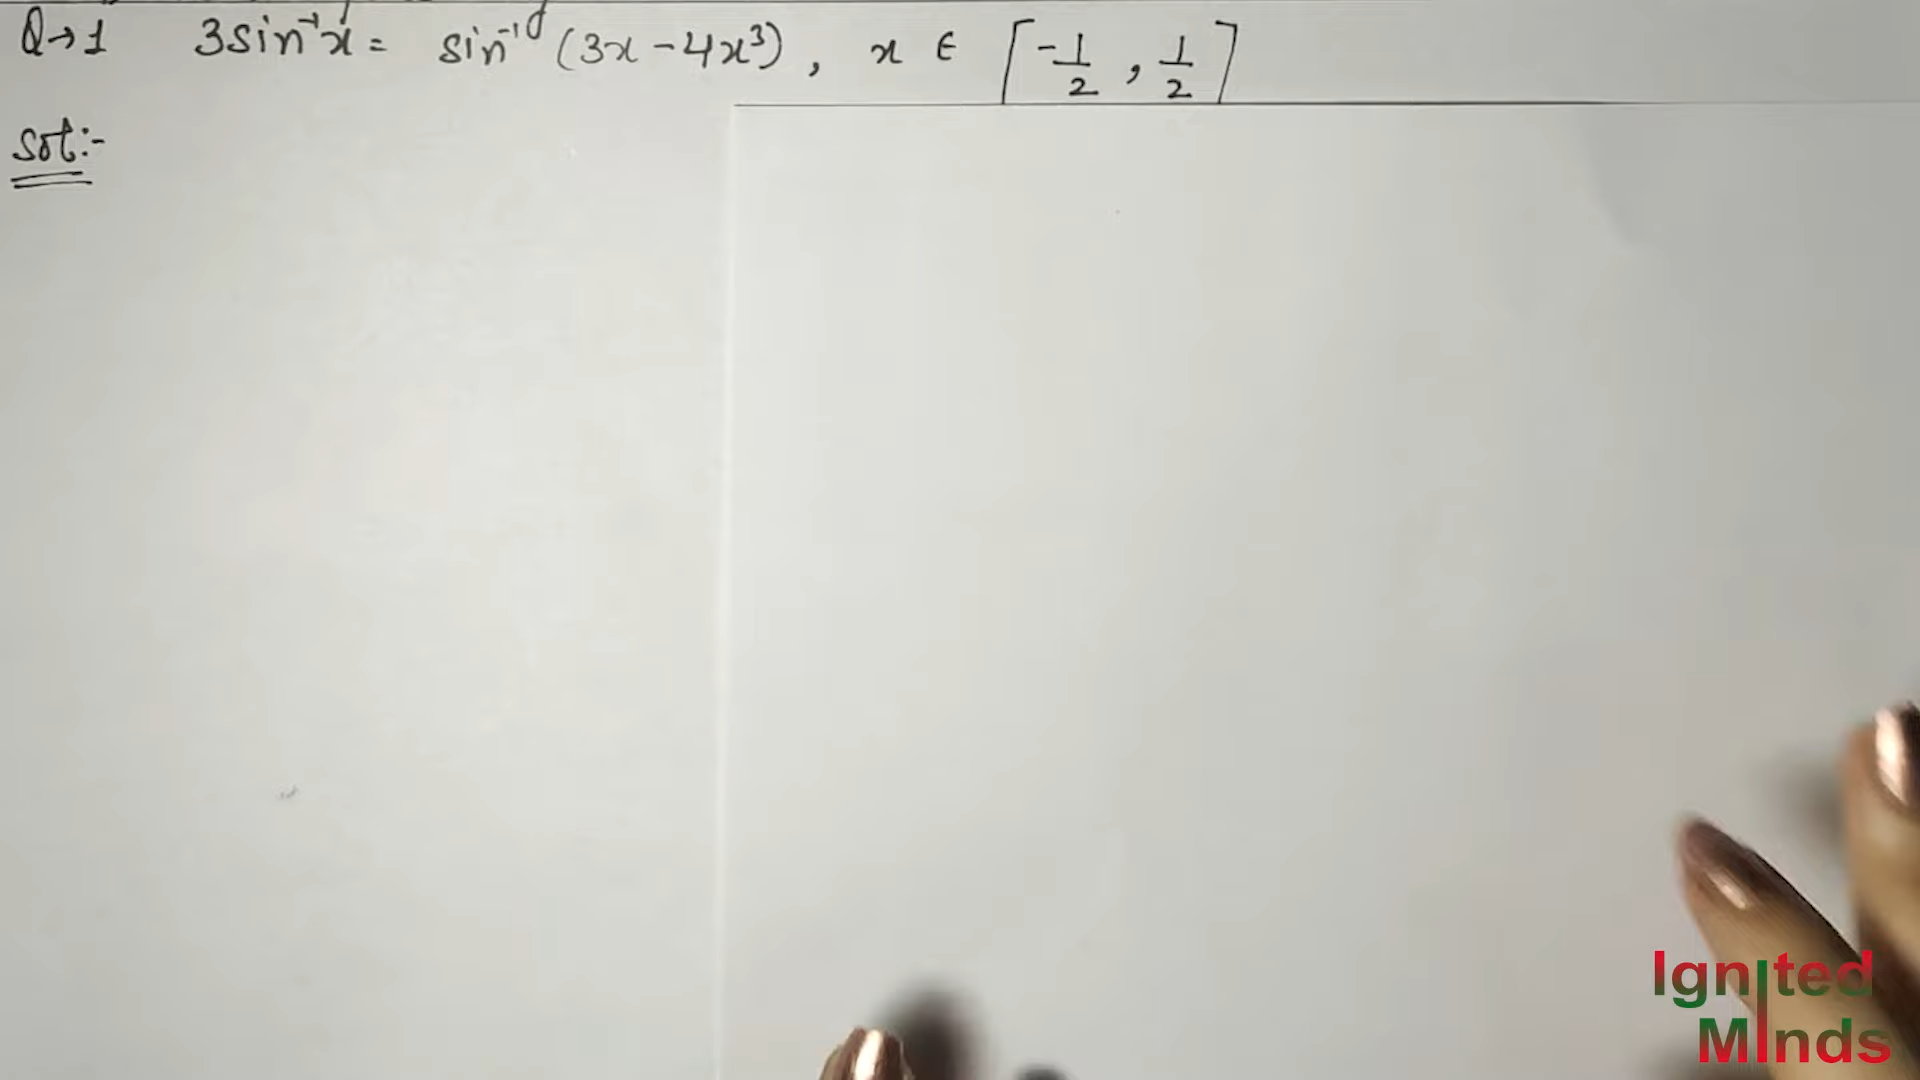 Q→1 3sin⁻¹x = sin⁻¹(3x-4x³), x ∈ [-1/2, 1/2]
Sol:-
Ignited
Minds